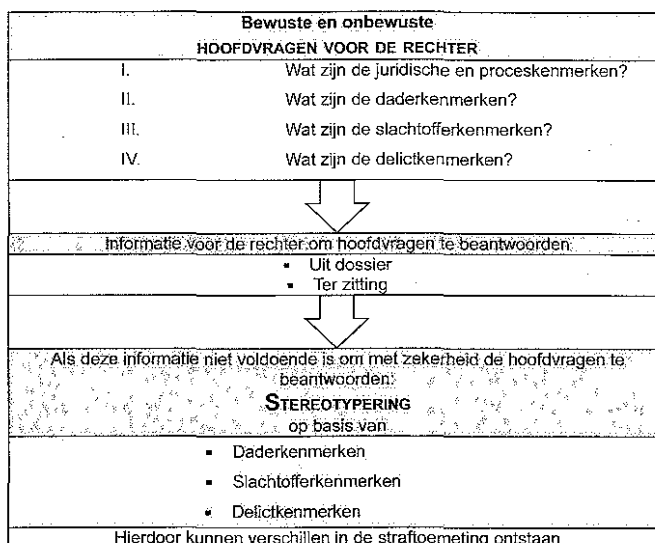 Bewuste en onbewuste
HOOFDVRAGEN VOOR DE RECHTER
I. Wat zijn de juridische en proceskenmerken?
II. Wat zijn de daderkenmerken?
III. Wat zijn de slachtofferkenmerken?
IV. Wat zijn de delictkenmerken?
Informatie voor de rechter om hoofdvragen te beantwoorden
▪ Uit dossier
▪ Ter zitting
Als deze informatie niet voldoende is om met zekerheid de hoofdvragen te
beantwoorden:
STEREOTYPERING
op basis van
▪ Daderkenmerken
▪ Slachtofferkenmerken
▪ Delictkenmerken
Hierdoor kunnen verschillen in de straftoemeting ontstaan